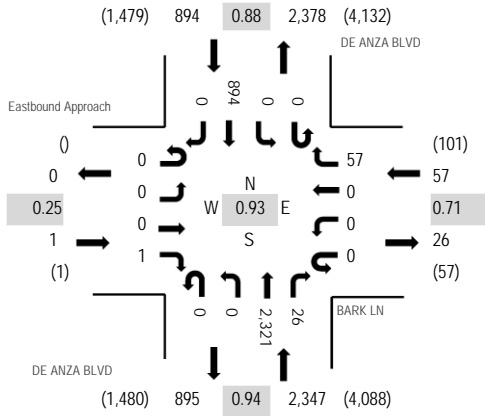 (1,479) 894 0.88 2,378 (4,132)
DE ANZA BLVD
Eastbound Approach
0 894 0 0
() 0 57 (101)
0 0 0 57
0.25 N 0.71
W 0.93 E
S
1 0 0 26
(1) 1 0 (57)
0 0 2,321 26
BARK LN
DE ANZA BLVD
(1,480) 895 0.94 2,347 (4,088)